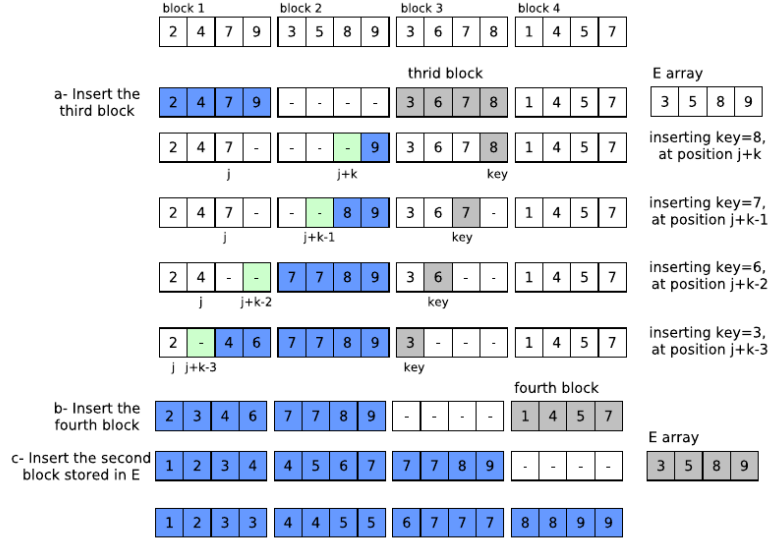 block 1 block 2 block 3 block 4
2 4 7 9 3 5 8 9 3 6 7 8 1 4 5 7
thrid block E array
a- Insert the
third block
2 4 7 9 - - - - 3 6 7 8 1 4 5 7 3 5 8 9
2 4 7 - - - - 9 3 6 7 8 1 4 5 7
inserting key=8,
at position j+k
j j+k key
2 4 7 - - - 8 9 3 6 7 - 1 4 5 7
inserting key=7,
at position j+k-1
j j+k-1 key
2 4 - - 7 7 8 9 3 6 - - 1 4 5 7
inserting key=6,
at position j+k-2
j j+k-2 key
2 - 4 6 7 7 8 9 3 - - - 1 4 5 7
inserting key=3,
at position j+k-3
j j+k-3 key
fourth block
b- Insert the
fourth block
2 3 4 6 7 7 8 9 - - - - 1 4 5 7
E array
c- Insert the second
block stored in E
1 2 3 4 4 5 6 7 7 7 8 9 - - - - 3 5 8 9
1 2 3 3 4 4 5 5 6 7 7 7 8 8 9 9